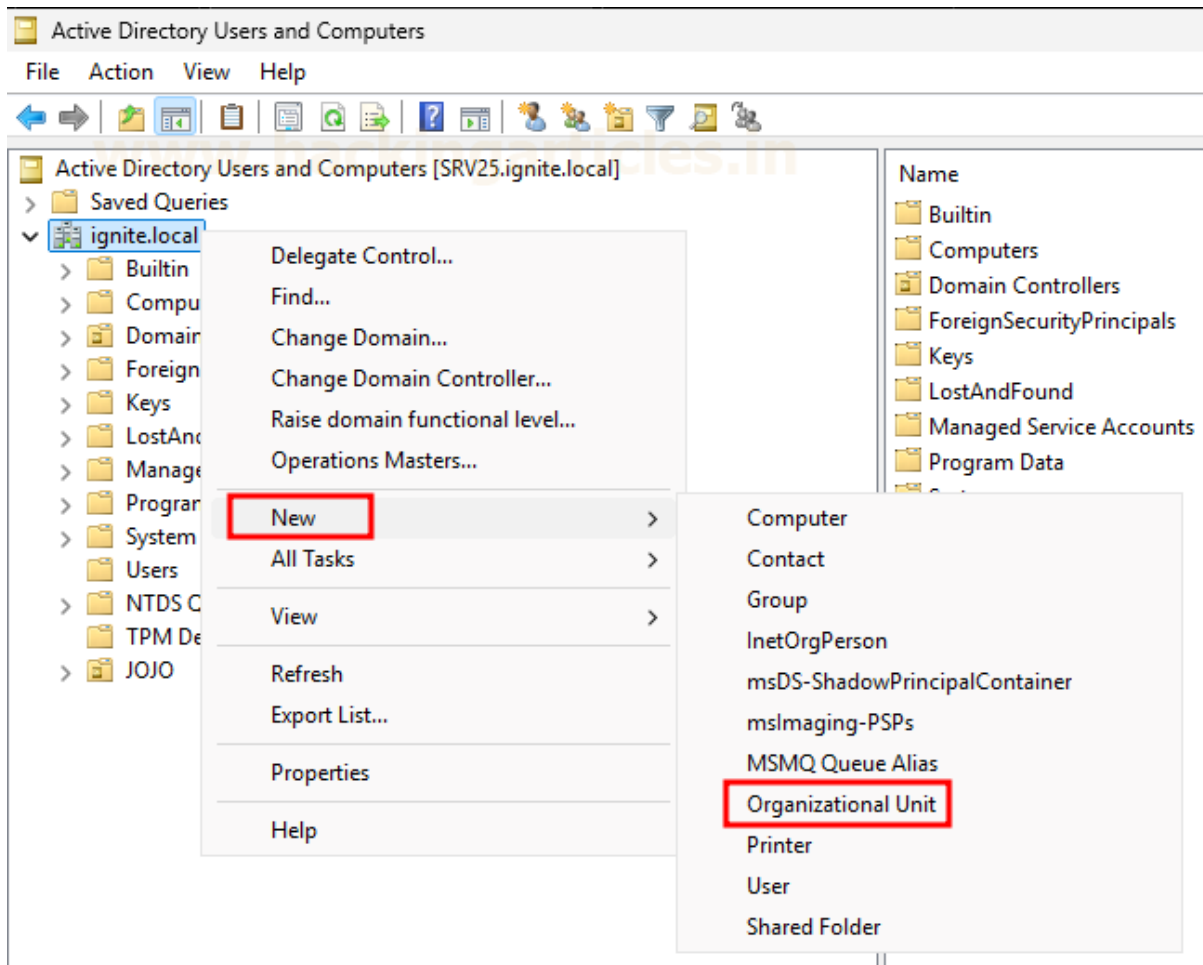 Active Directory Users and Computers
File Action View Help
www.hackingarticles.in
Active Directory Users and Computers [SRV25.ignite.local]
Saved Queries
ignite.local
Builtin
Compu
Domain
Foreign
Keys
LostAnd
Manage
Program
System
Users
NTDS Q
TPM De
JOJO
Delegate Control...
Find...
Change Domain...
Change Domain Controller...
Raise domain functional level...
Operations Masters...
New
All Tasks
View
Refresh
Export List...
Properties
Help
Computer
Contact
Group
InetOrgPerson
msDS-ShadowPrincipalContainer
msImaging-PSPs
MSMQ Queue Alias
Organizational Unit
Printer
User
Shared Folder
Name
Builtin
Computers
Domain Controllers
ForeignSecurityPrincipals
Keys
LostAndFound
Managed Service Accounts
Program Data